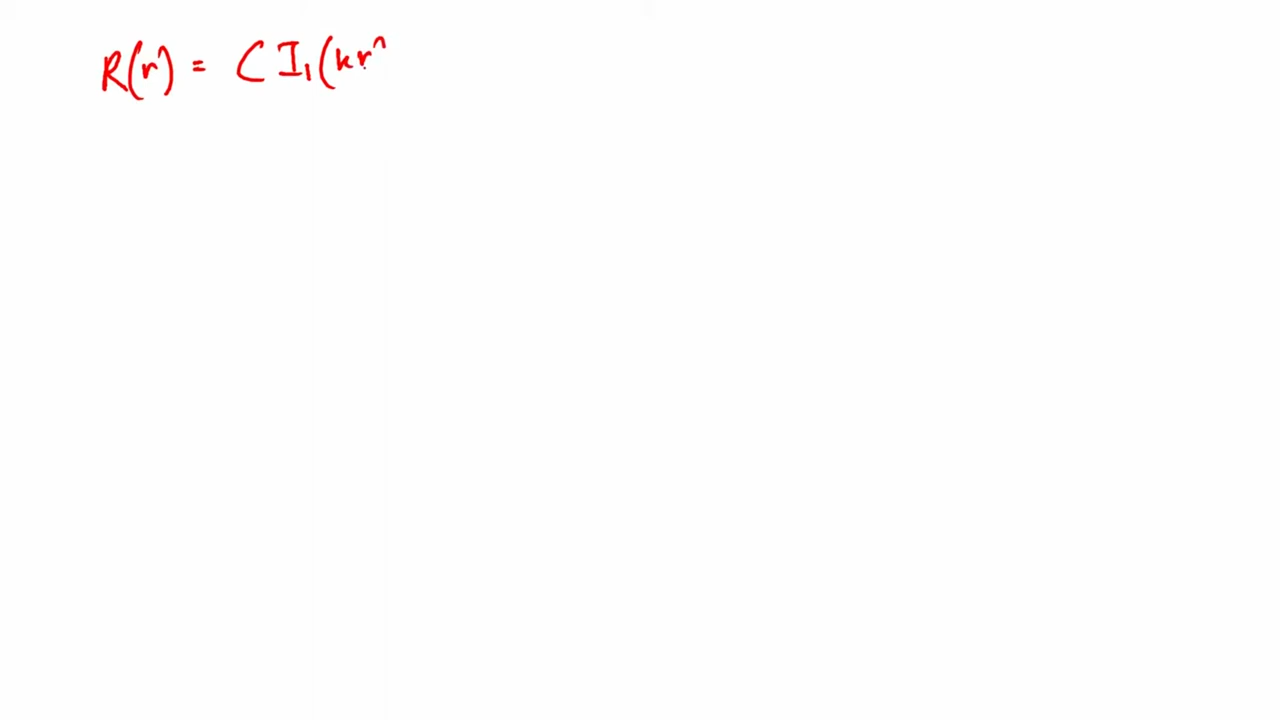 R(r) = C I₁(kr